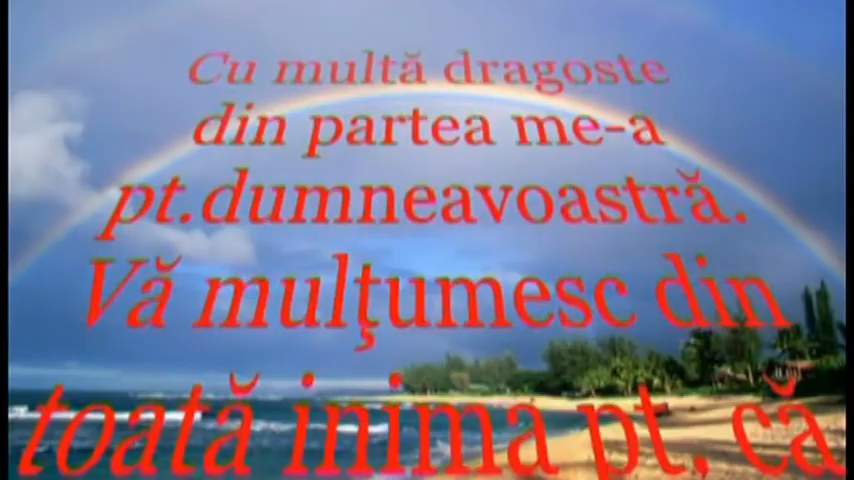 Cu multă dragoste
din partea me-a
pt.dumneavoastră.
Vă mulţumesc din
toată inima pt. că